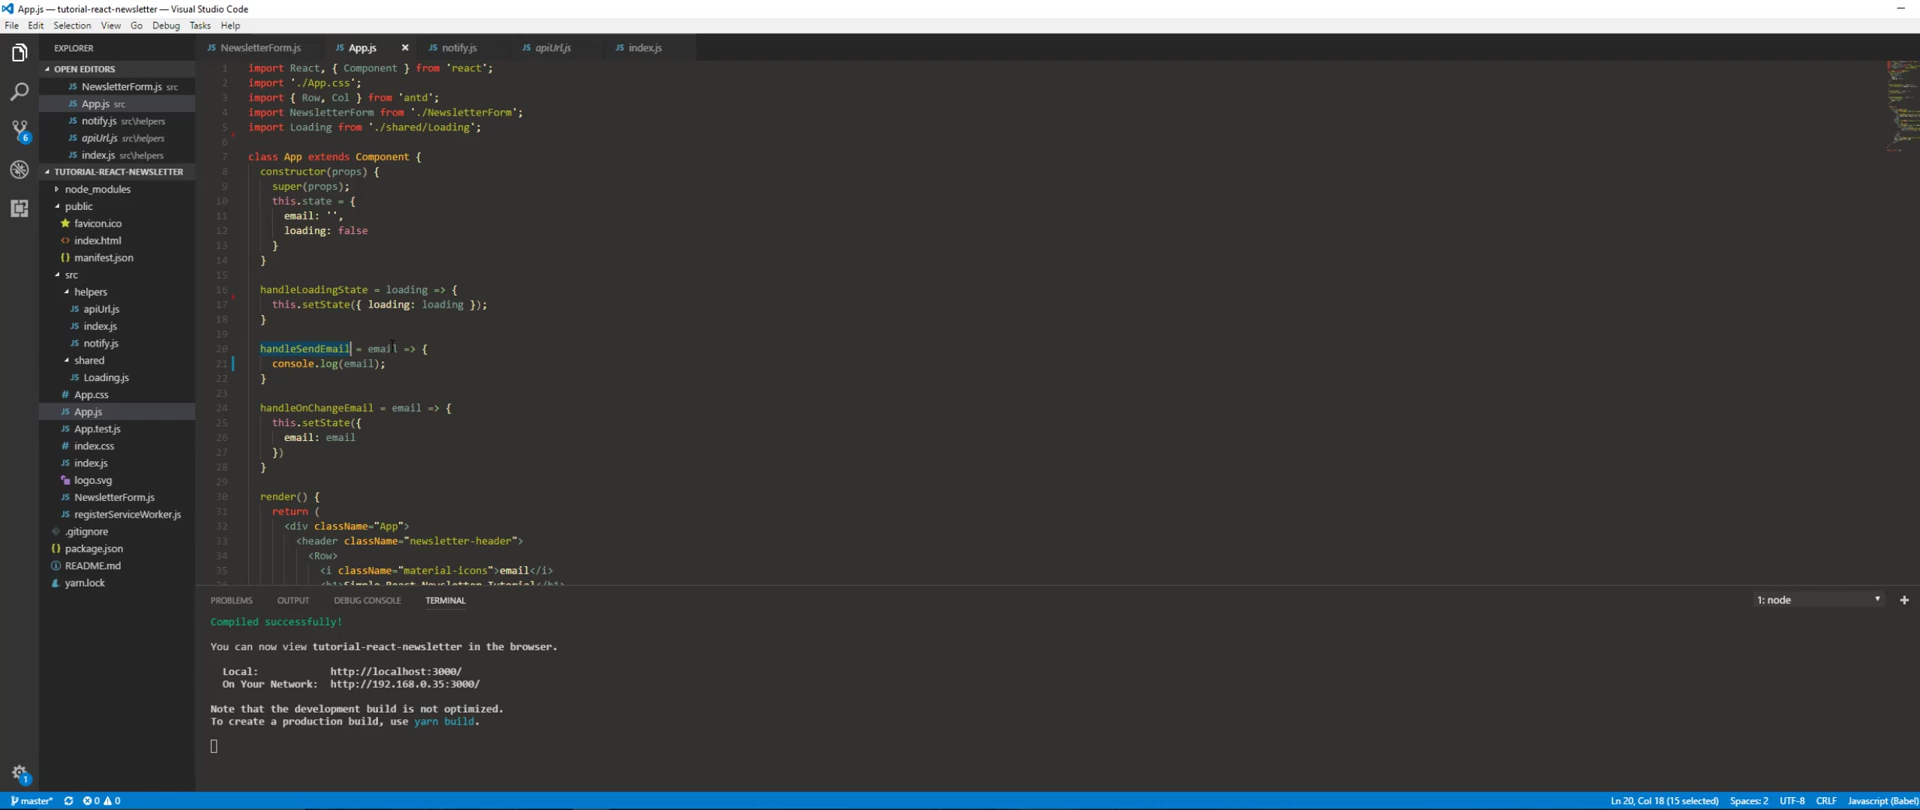 App.js — tutorial-react-newsletter — Visual Studio Code
File Edit Selection View Go Debug Tasks Help
EXPLORER
OPEN EDITORS
NewsletterForm.js src
App.js src
notify.js src\helpers
apiUrl.js src\helpers
index.js src\helpers
TUTORIAL-REACT-NEWSLETTER
node_modules
public
favicon.ico
index.html
manifest.json
src
helpers
apiUrl.js
index.js
notify.js
shared
Loading.js
App.css
App.js
App.test.js
index.css
index.js
logo.svg
NewsletterForm.js
registerServiceWorker.js
.gitignore
package.json
README.md
yarn.lock
6
1
NewsletterForm.js App.js × notify.js apiUrl.js index.js
1 import React, { Component } from 'react';
2 import './App.css';
3 import { Row, Col } from 'antd';
4 import NewsletterForm from './NewsletterForm';
5 import Loading from './shared/Loading';
6
7 class App extends Component {
8 constructor(props) {
9 super(props);
10 this.state = {
11 email: '',
12 loading: false
13 }
14 }
15
16 handleLoadingState = loading => {
17 this.setState({ loading: loading });
18 }
19
20 handleSendEmail = email => {
21 console.log(email);
22 }
23
24 handleOnChangeEmail = email => {
25 this.setState({
26 email: email
27 })
28 }
29
30 render() {
31 return (
32 <div className="App">
33 <header className="newsletter-header">
34 <Row>
35 <i className="material-icons">email</i>
36 <h1>Simple React Newsletter Tutorial</h1>
PROBLEMS OUTPUT DEBUG CONSOLE TERMINAL
1: node
Compiled successfully!
You can now view tutorial-react-newsletter in the browser.
Local: http://localhost:3000/
On Your Network: http://192.168.0.35:3000/
Note that the development build is not optimized.
To create a production build, use yarn build.
master* 0 0
Ln 20, Col 18 (15 selected) Spaces: 2 UTF-8 CRLF Javascript (Babel)